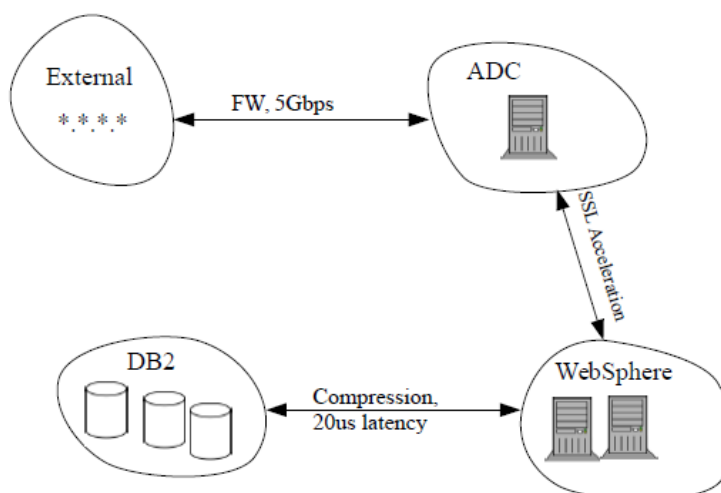 External
*.*.*.*
FW, 5Gbps
ADC
SSL Acceleration
DB2
Compression,
20us latency
WebSphere